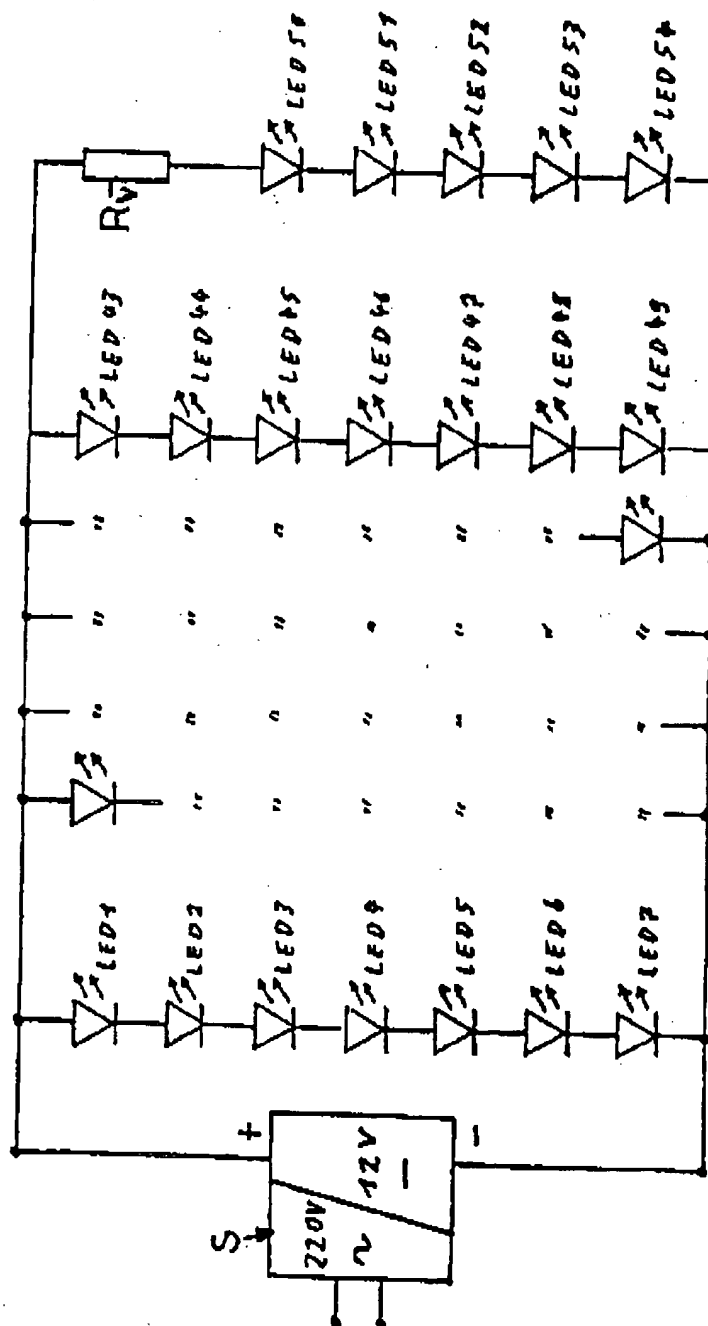 LED1 " " " LED43 Rv
LED2 " " " " LED44
S +
LED3 " " " " LED45 LED50
220V
~ 12V LED4 " " " " LED46 LED51
–
LED5 " " " " LED47 LED52
–
LED6 " " " " LED48 LED53
LED7 " " " LED49 LED54